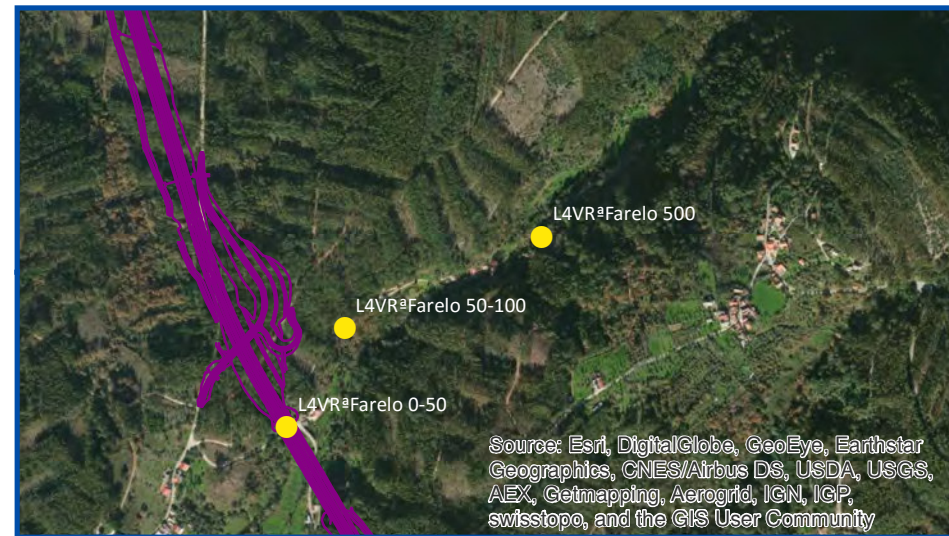 L4VRªFarelo 500
L4VRªFarelo 50-100
L4VRªFarelo 0-50
Source: Esri, DigitalGlobe, GeoEye, Earthstar
Geographics, CNES/Airbus DS, USDA, USGS,
AEX, Getmapping, Aerogrid, IGN, IGP,
swisstopo, and the GIS User Community